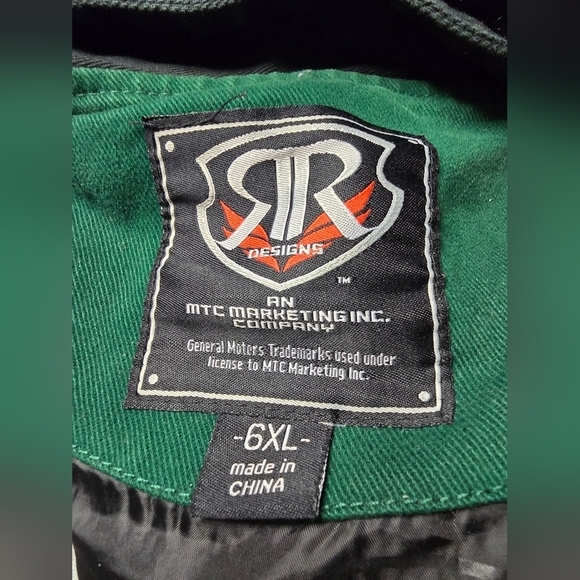 RR
DESIGNS
TM
AN
MTC MARKETING INC.
COMPANY
General Motors Trademarks used under
license to MTC Marketing Inc.
-6XL-
made in
CHINA